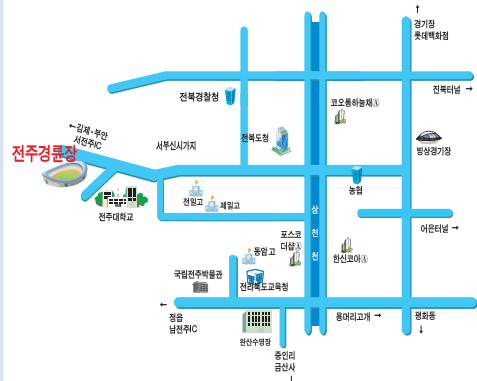 ↑
경기장
롯데백화점
전북경찰청
코오롱하늘채Ⓐ
진북터널 →
←김제·부안
서전주IC
전주경륜장
서부신시가지
전북도청
빙상경기장
농협
전일고
제일고
전주대학교
삼
천
천
포스코
더샵Ⓐ
어은터널 →
동암고
한신코아Ⓐ
국립전주박물관
전라북도교육청
←
정읍
남전주IC
완산수영장
용머리고개 →
평화동
↓
중인리
금산사
↓